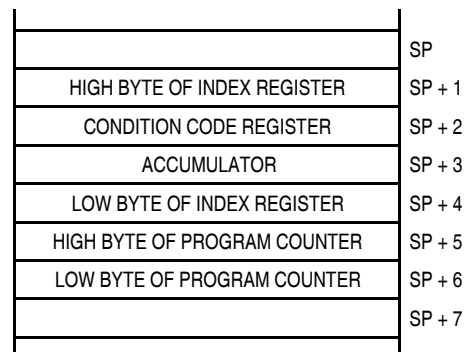 SP
HIGH BYTE OF INDEX REGISTER SP + 1
CONDITION CODE REGISTER SP + 2
ACCUMULATOR SP + 3
LOW BYTE OF INDEX REGISTER SP + 4
HIGH BYTE OF PROGRAM COUNTER SP + 5
LOW BYTE OF PROGRAM COUNTER SP + 6
SP + 7